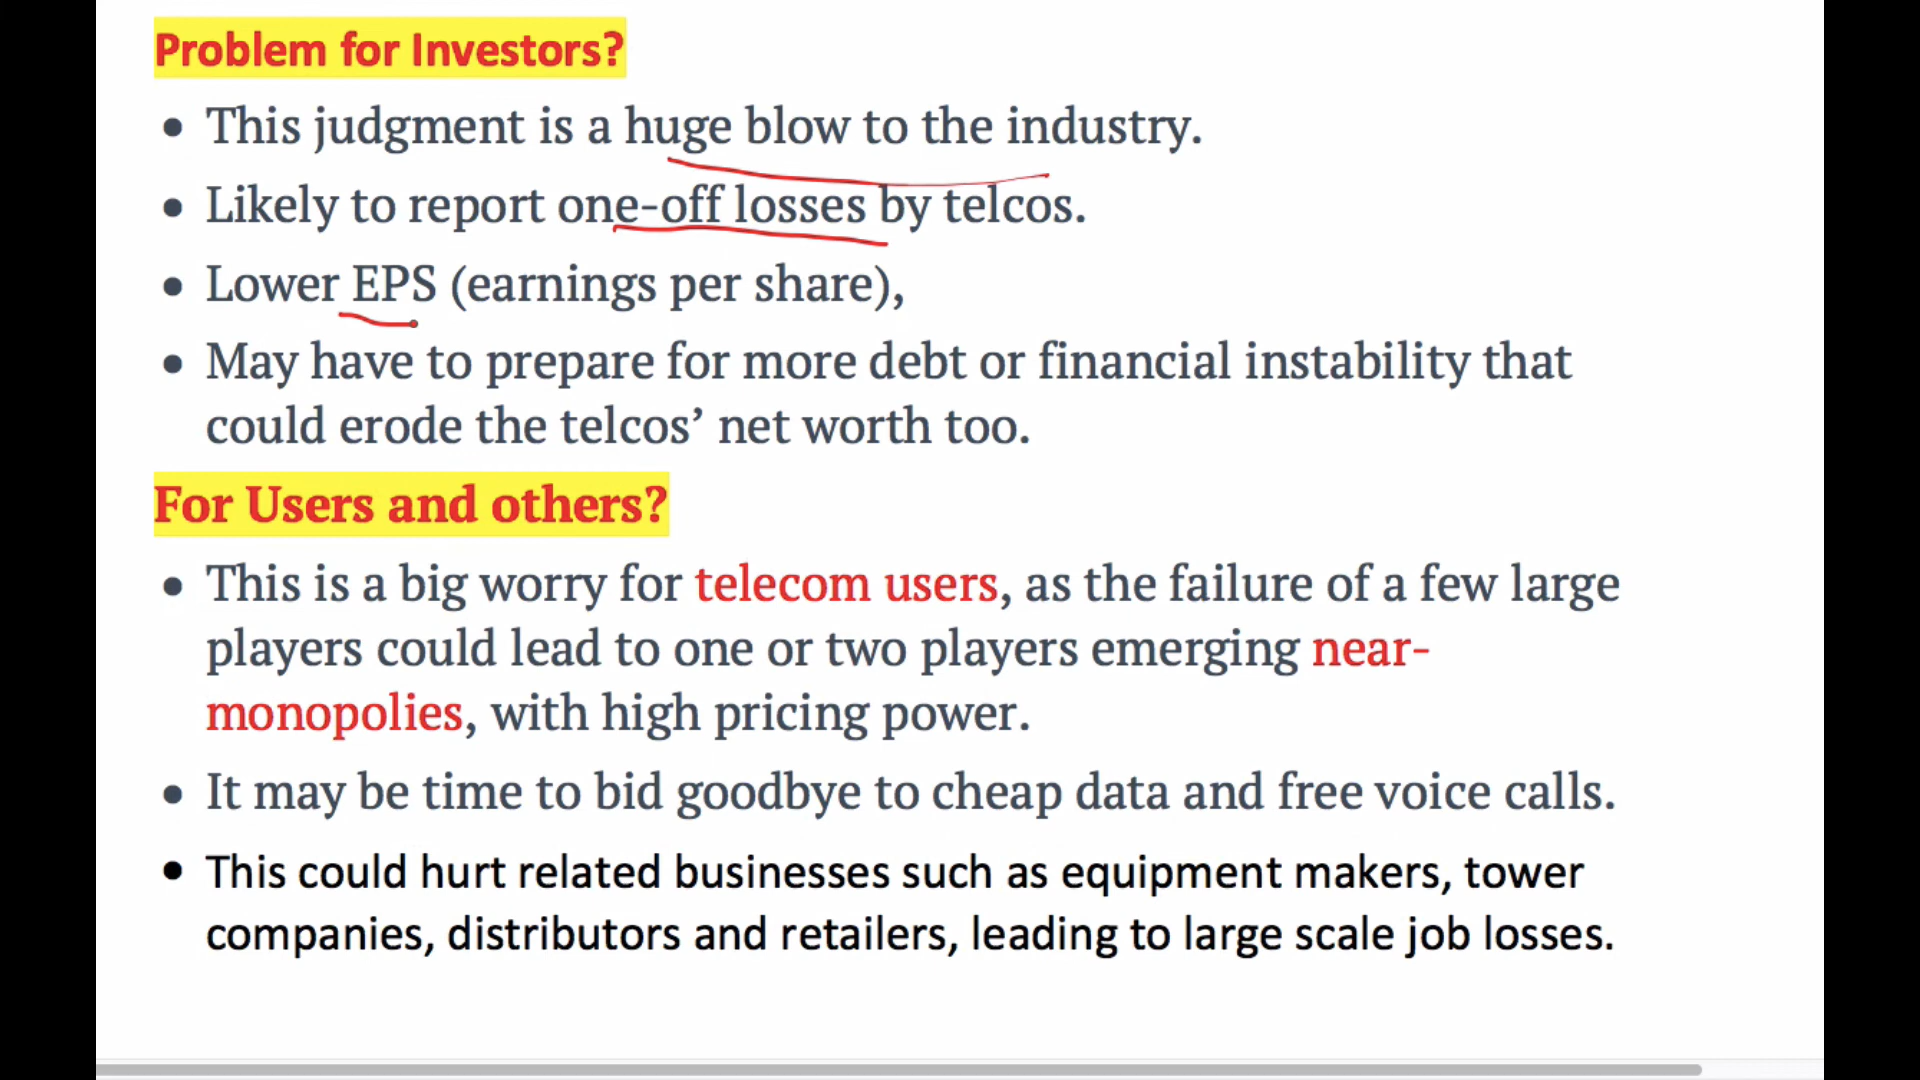 Problem for Investors?
• This judgment is a huge blow to the industry.
• Likely to report one-off losses by telcos.
• Lower EPS (earnings per share),
• May have to prepare for more debt or financial instability that
could erode the telcos’ net worth too.
For Users and others?
• This is a big worry for telecom users, as the failure of a few large
players could lead to one or two players emerging near-
monopolies, with high pricing power.
• It may be time to bid goodbye to cheap data and free voice calls.
• This could hurt related businesses such as equipment makers, tower
companies, distributors and retailers, leading to large scale job losses.